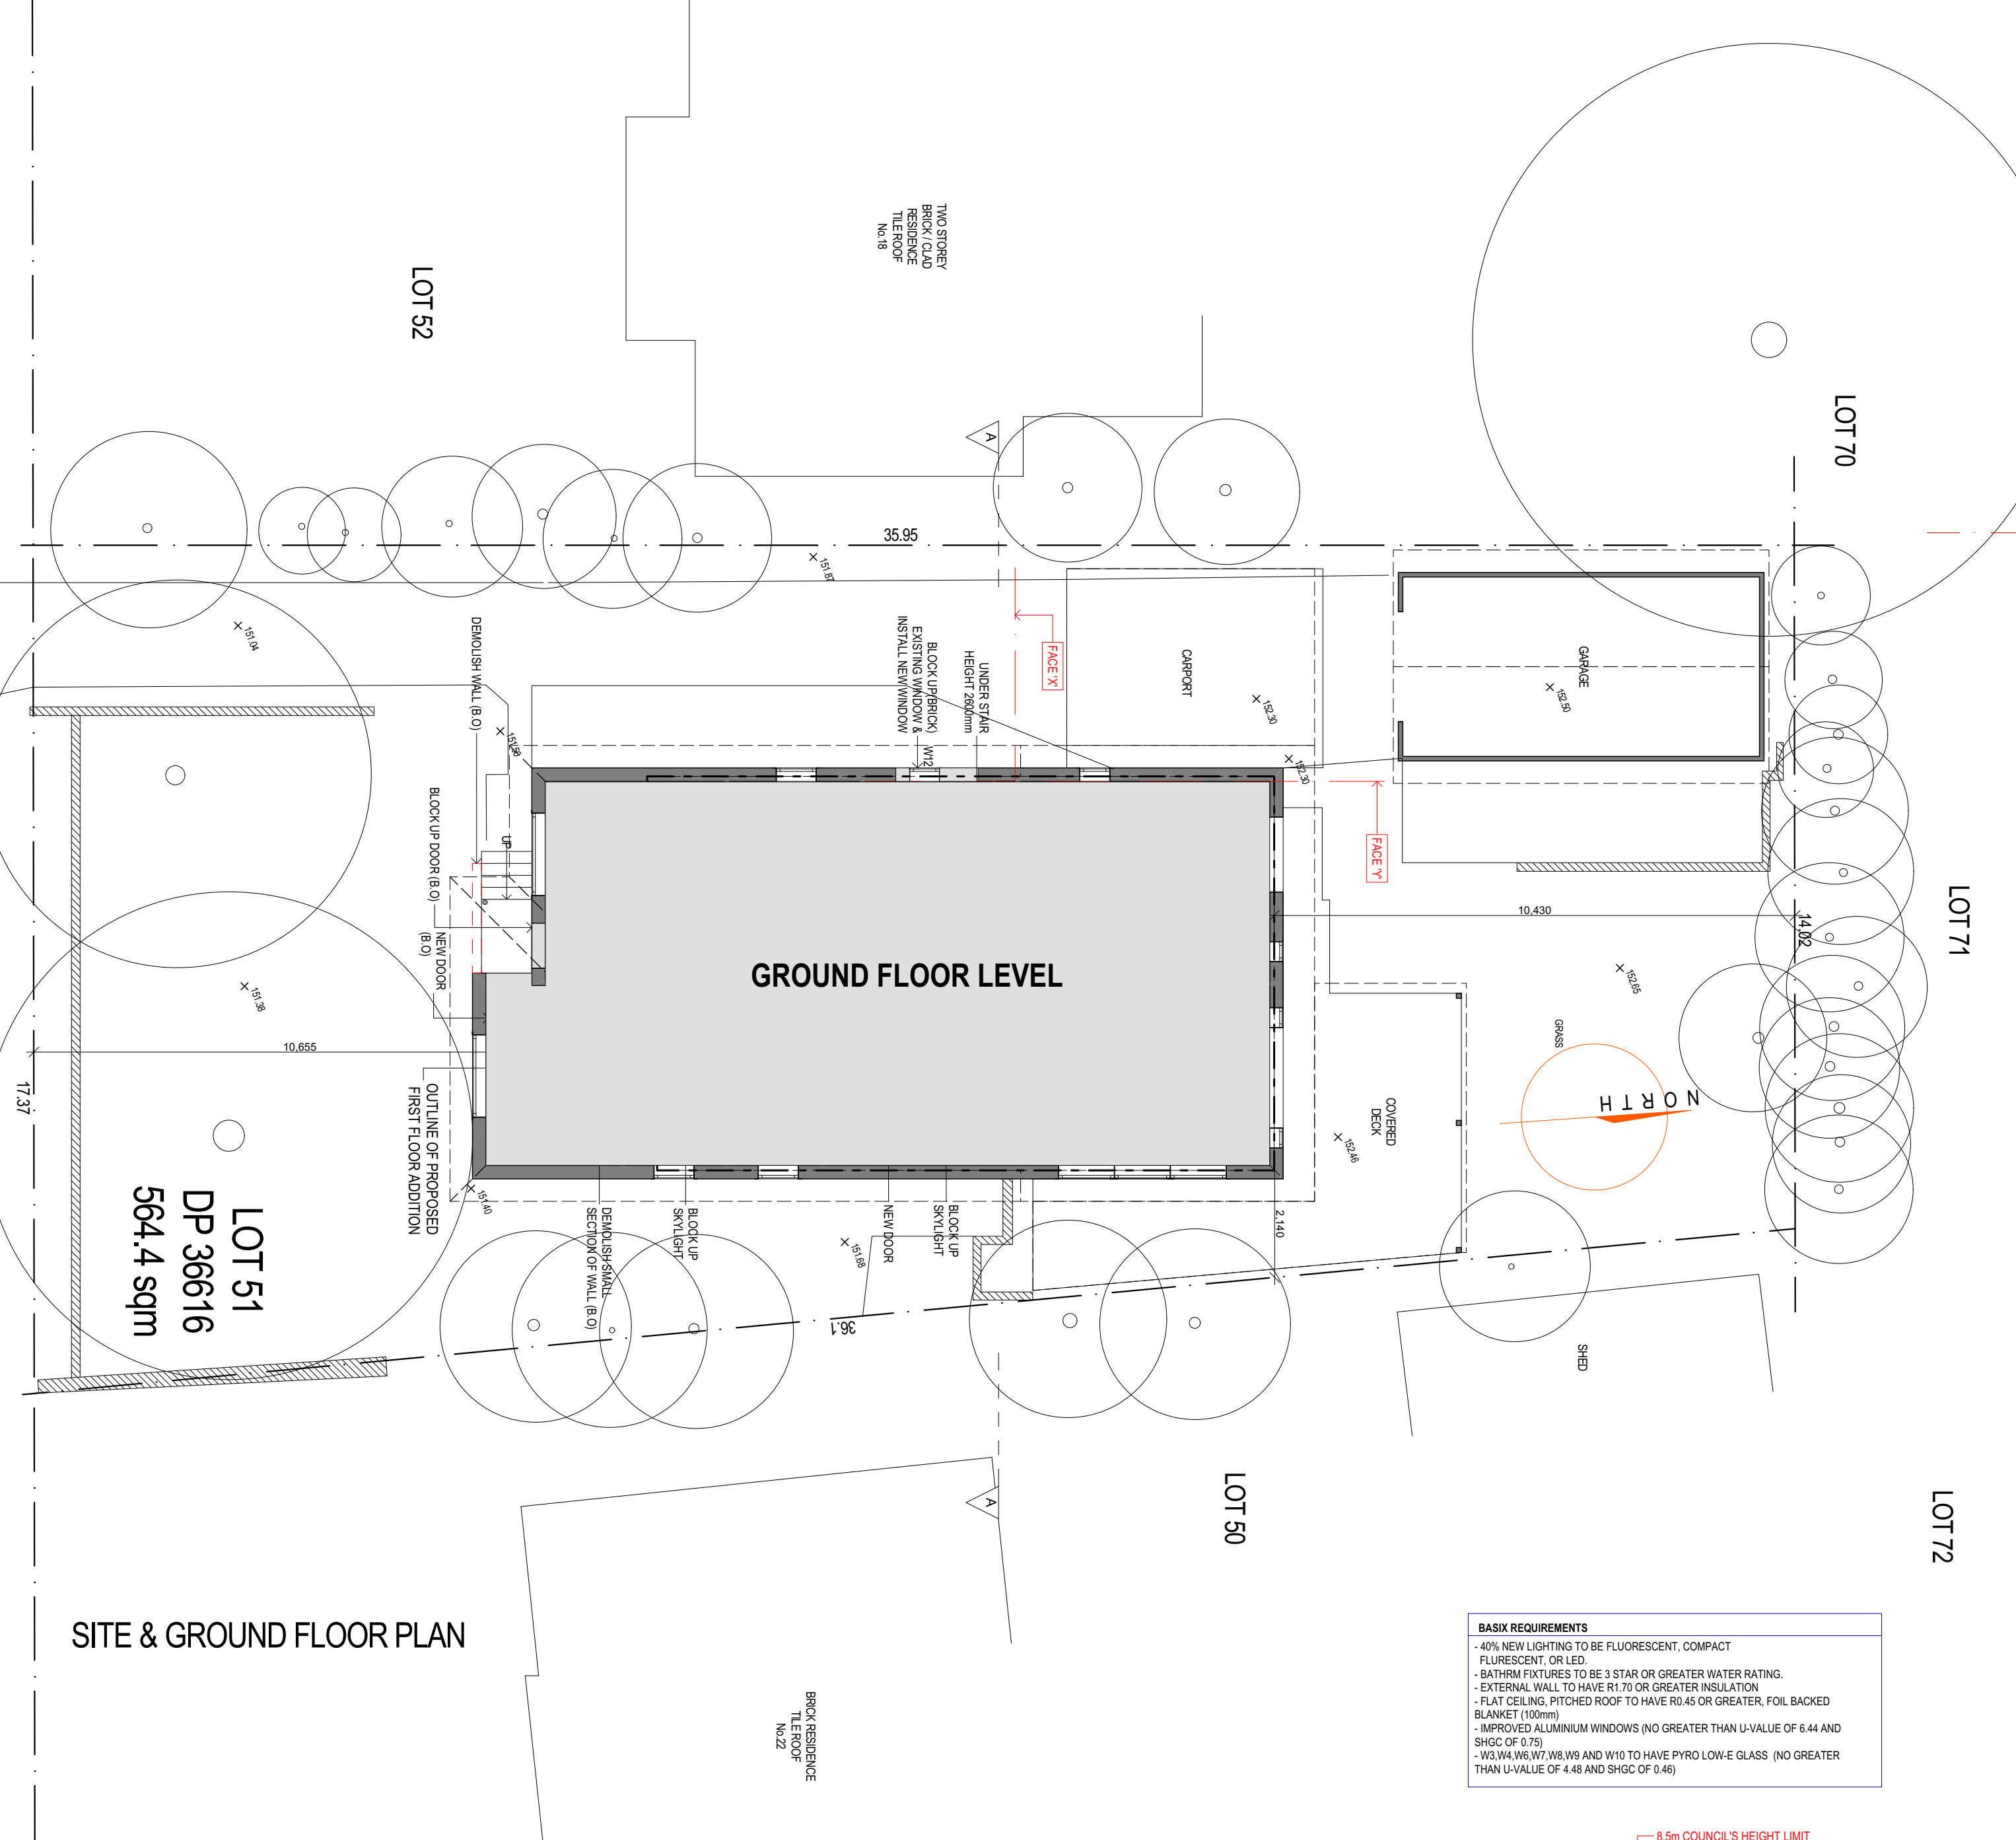 TWO STOREY
BRICK / CLAD
RESIDENCE
TILE ROOF
No.18
LOT 52
LOT 70
A
35.95
151.87
151.04
DEMOLISH WALL (B.O)
BLOCK UP(BRICK)
EXISTING WINDOW &
INSTALL NEW WINDOW
UNDER STAIR
HEIGHT 2600mm
FACE 'X'
CARPORT
152.30
GARAGE
152.50
W12
152.30
FACE 'Y'
UP
BLOCK UP DOOR (B.O)
NEW DOOR
(B.O)
GROUND FLOOR LEVEL
10,430
14.02
LOT 71
151.38
152.65
GRASS
10,655
17.37
OUTLINE OF PROPOSED
FIRST FLOOR ADDITION
NORTH
COVERED
DECK
152.46
151.40
LOT 51
DP 36616
564.4 sqm
DEMOLISH SMALL
SECTION OF WALL (B.O)
BLOCK UP
SKYLIGHT
151.68
NEW DOOR
BLOCK UP
SKYLIGHT
2,140
36.1
SHED
A
LOT 50
LOT 72
SITE & GROUND FLOOR PLAN
BRICK RESIDENCE
TILE ROOF
No.22
BASIX REQUIREMENTS
- 40% NEW LIGHTING TO BE FLUORESCENT, COMPACT
FLURESCENT, OR LED.
- BATHRM FIXTURES TO BE 3 STAR OR GREATER WATER RATING.
- EXTERNAL WALL TO HAVE R1.70 OR GREATER INSULATION
- FLAT CEILING, PITCHED ROOF TO HAVE R0.45 OR GREATER, FOIL BACKED
BLANKET (100mm)
- IMPROVED ALUMINIUM WINDOWS (NO GREATER THAN U-VALUE OF 6.44 AND
SHGC OF 0.75)
- W3,W4,W6,W7,W8,W9 AND W10 TO HAVE PYRO LOW-E GLASS (NO GREATER
THAN U-VALUE OF 4.48 AND SHGC OF 0.46)
8.5m COUNCIL'S HEIGHT LIMIT